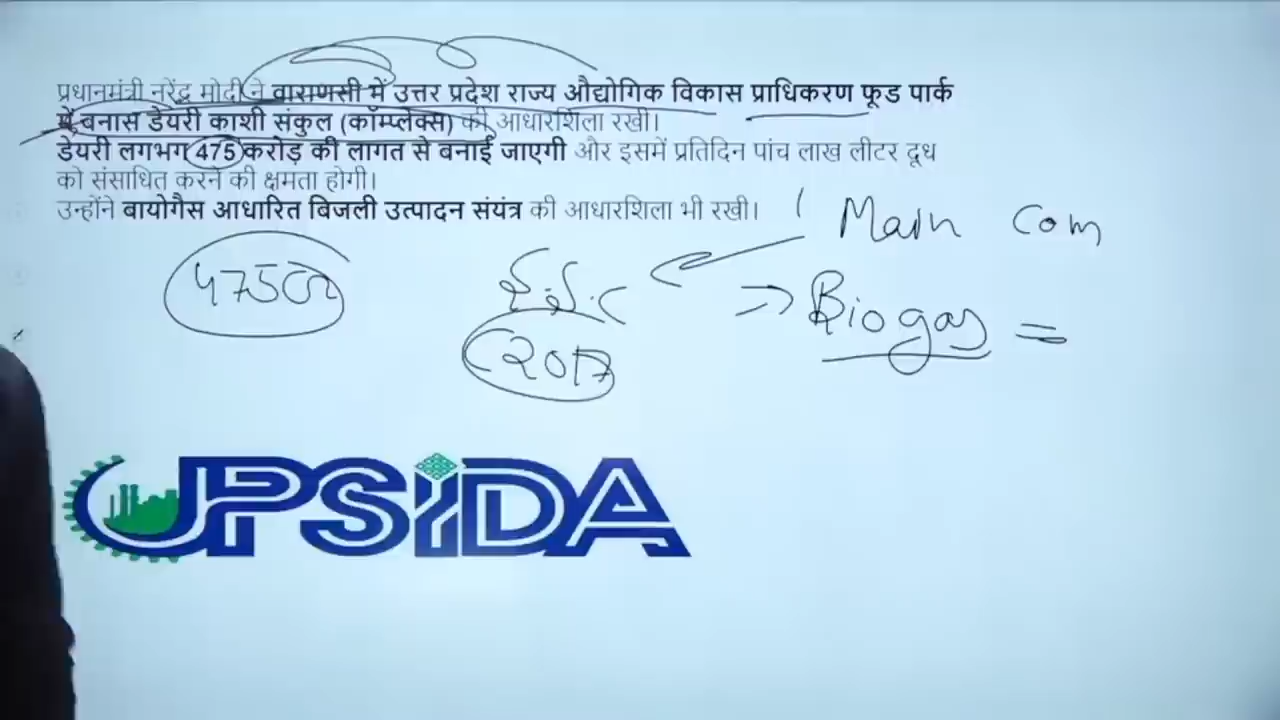 प्रधानमंत्री नरेंद्र मोदी ने वाराणसी में उत्तर प्रदेश राज्य औद्योगिक विकास प्राधिकरण फूड पार्क
में बनास डेयरी काशी संकुल (कॉम्प्लेक्स) की आधारशिला रखी।
डेयरी लगभग 475 करोड़ की लागत से बनाई जाएगी और इसमें प्रतिदिन पांच लाख लीटर दूध
को संसाधित करने की क्षमता होगी।
उन्होंने बायोगैस आधारित बिजली उत्पादन संयंत्र की आधारशिला भी रखी।
Main Com
475
Biogas =
2017
UPSIDA